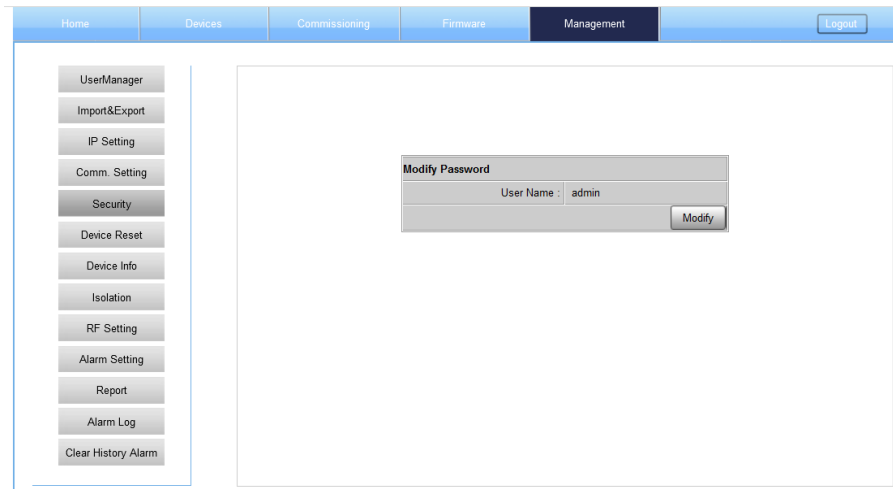 Home Devices Commissioning Firmware Management Logout
UserManager
Import&Export
IP Setting
Comm. Setting
Security
Device Reset
Device Info
Isolation
RF Setting
Alarm Setting
Report
Alarm Log
Clear History Alarm
Modify Password
User Name : admin
Modify